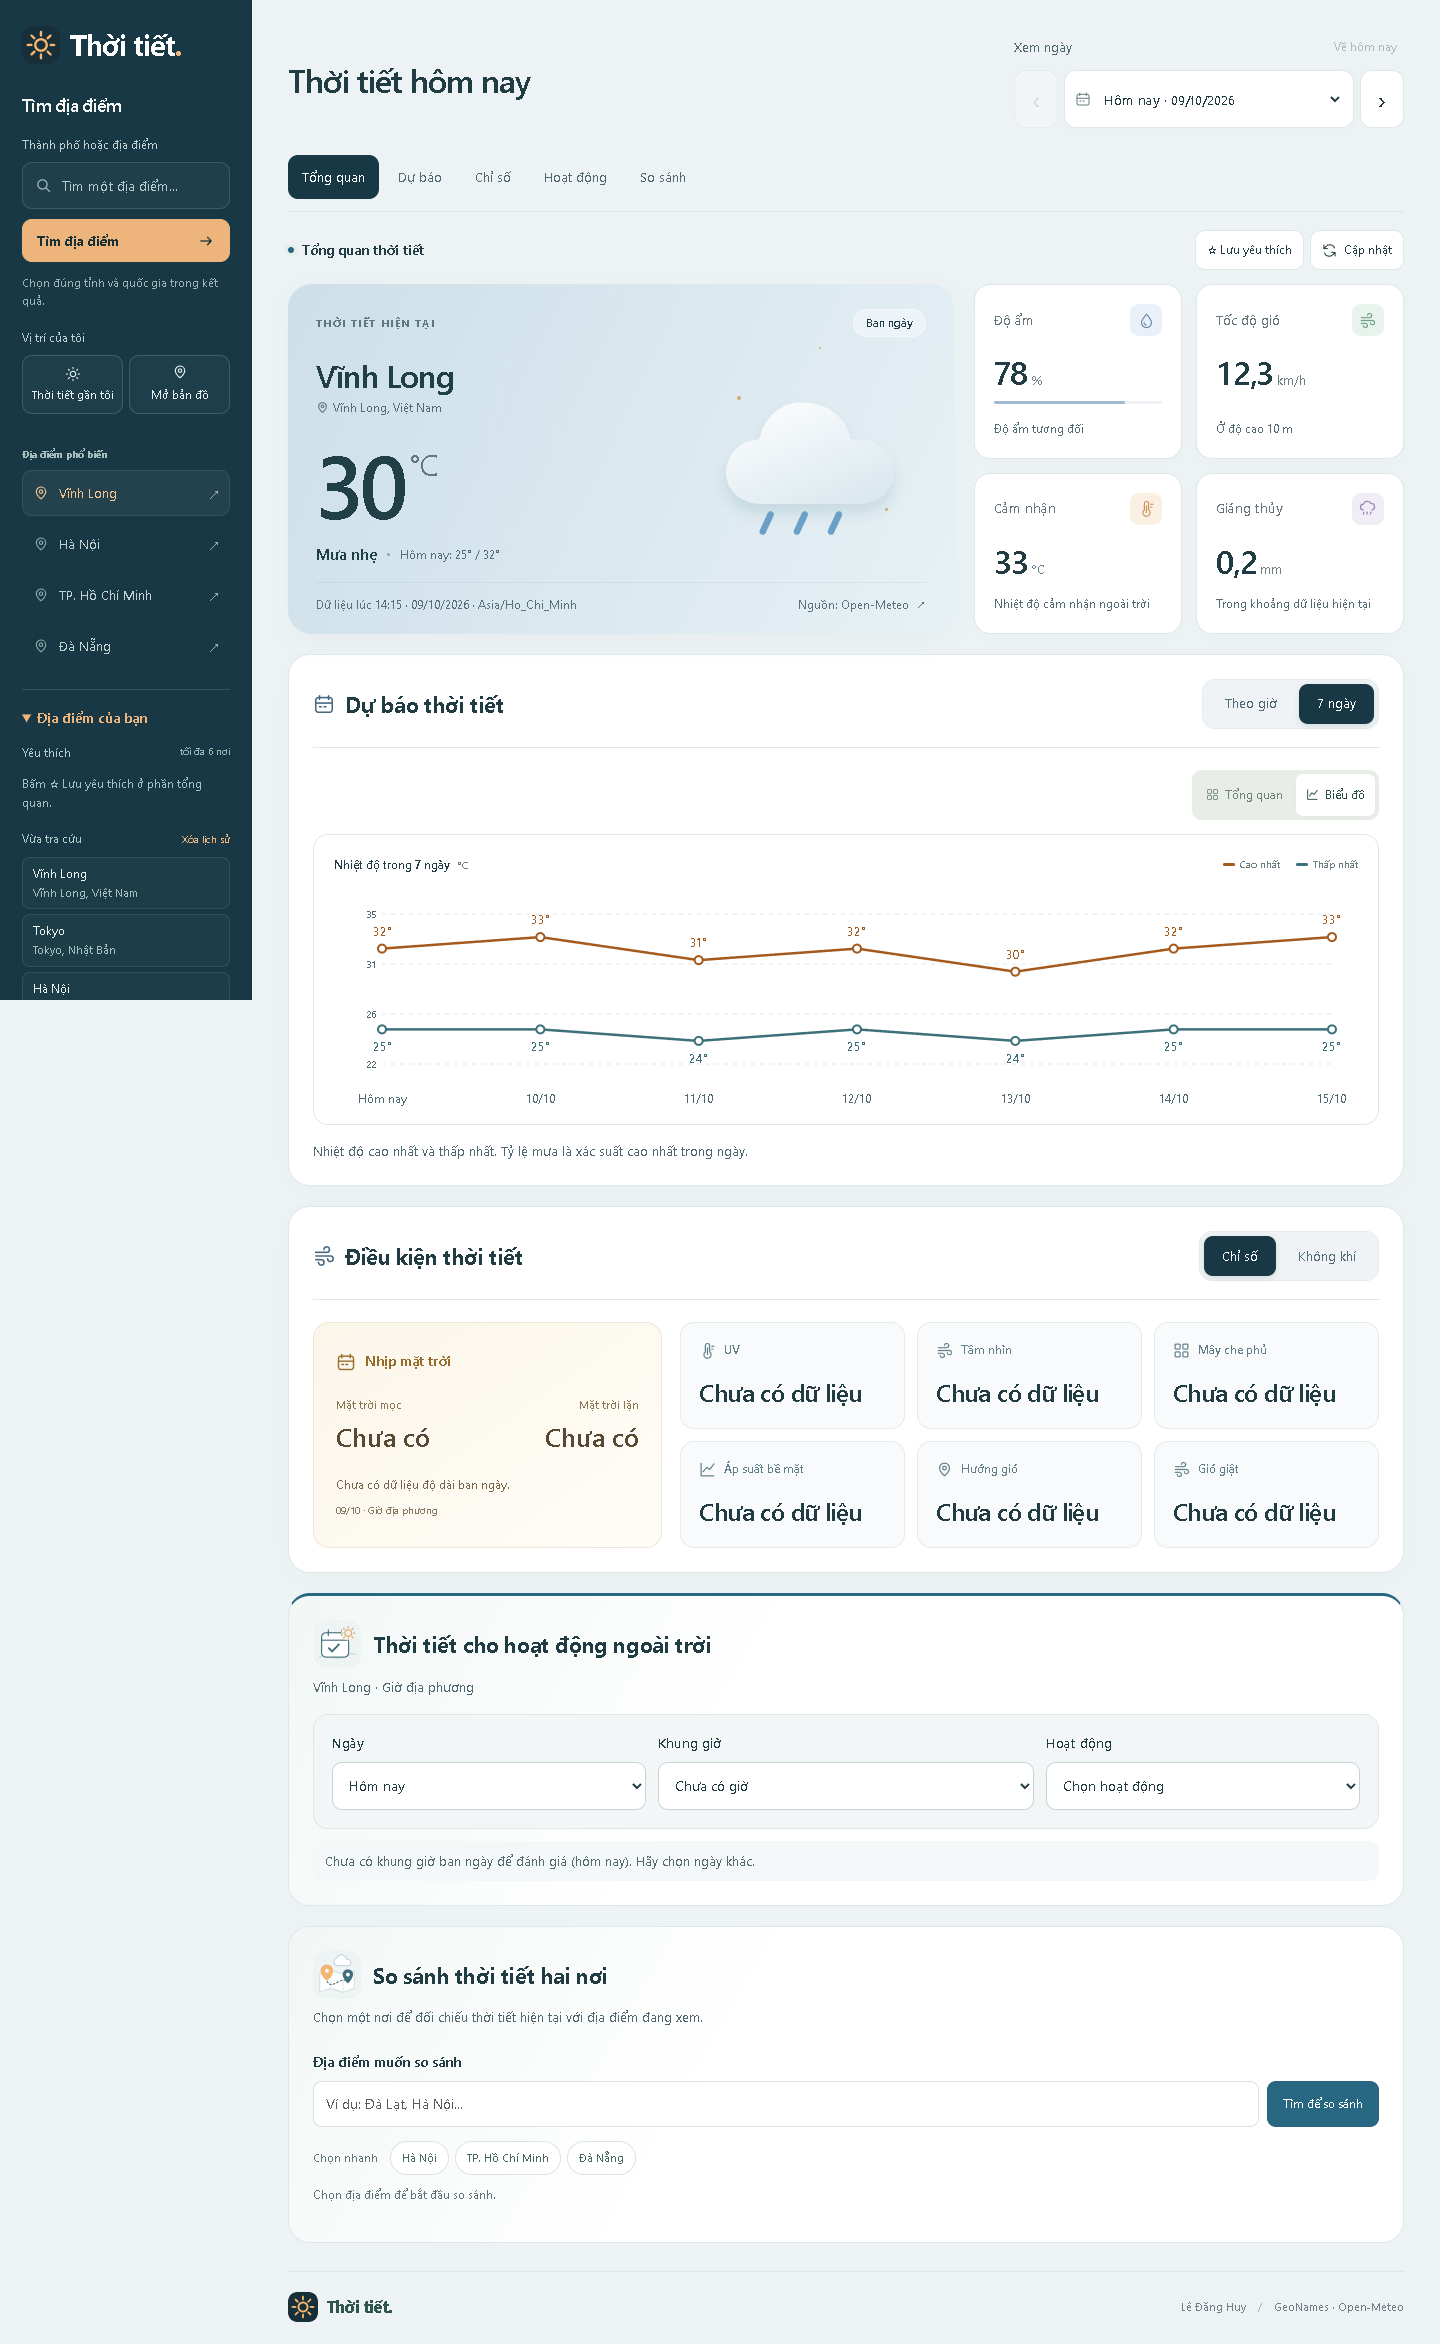 Thời tiết.
Tìm địa điểm
Thành phố hoặc địa điểm
Tìm một địa điểm...
Tìm địa điểm →
Chọn đúng tỉnh và quốc gia trong kết
quả.
Vị trí của tôi
Thời tiết gần tôi
Mở bản đồ
Địa điểm phổ biến
Vĩnh Long ↗
Hà Nội ↗
TP. Hồ Chí Minh ↗
Đà Nẵng ↗
▼ Địa điểm của bạn
Yêu thích tối đa 6 nơi
Bấm ☆ Lưu yêu thích ở phần tổng
quan.
Vừa tra cứu Xóa lịch sử
Vĩnh Long
Vĩnh Long, Việt Nam
Tokyo
Tokyo, Nhật Bản
Hà Nội
Thời tiết hôm nay
Xem ngày Về hôm nay
‹ Hôm nay · 09/10/2026 ›
Tổng quan Dự báo Chỉ số Hoạt động So sánh
Tổng quan thời tiết
☆ Lưu yêu thích Cập nhật
THỜI TIẾT HIỆN TẠI Ban ngày
Vĩnh Long
Vĩnh Long, Việt Nam
30°C
Mưa nhẹ • Hôm nay: 25° / 32°
Dữ liệu lúc 14:15 · 09/10/2026 · Asia/Ho_Chi_Minh Nguồn: Open-Meteo ↗
Độ ẩm
78 %
Độ ẩm tương đối
Tốc độ gió
12,3 km/h
Ở độ cao 10 m
Cảm nhận
33 °C
Nhiệt độ cảm nhận ngoài trời
Giáng thủy
0,2 mm
Trong khoảng dữ liệu hiện tại
Dự báo thời tiết
Theo giờ 7 ngày
Tổng quan Biểu đồ
Nhiệt độ trong 7 ngày °C
Cao nhất Thấp nhất
35
32° 33° 31° 32° 30° 32° 33°
31
26
25° 25° 24° 25° 24° 25° 25°
22
Hôm nay 10/10 11/10 12/10 13/10 14/10 15/10
Nhiệt độ cao nhất và thấp nhất. Tỷ lệ mưa là xác suất cao nhất trong ngày.
Điều kiện thời tiết
Chỉ số Không khí
Nhịp mặt trời
Mặt trời mọc Mặt trời lặn
Chưa có Chưa có
Chưa có dữ liệu độ dài ban ngày.
09/10 · Giờ địa phương
UV
Chưa có dữ liệu
Tầm nhìn
Chưa có dữ liệu
Mây che phủ
Chưa có dữ liệu
Áp suất bề mặt
Chưa có dữ liệu
Hướng gió
Chưa có dữ liệu
Gió giật
Chưa có dữ liệu
Thời tiết cho hoạt động ngoài trời
Vĩnh Long · Giờ địa phương
Ngày Khung giờ Hoạt động
Hôm nay Chưa có giờ Chọn hoạt động
Chưa có khung giờ ban ngày để đánh giá (hôm nay). Hãy chọn ngày khác.
So sánh thời tiết hai nơi
Chọn một nơi để đối chiếu thời tiết hiện tại với địa điểm đang xem.
Địa điểm muốn so sánh
Ví dụ: Đà Lạt, Hà Nội... Tìm để so sánh
Chọn nhanh Hà Nội TP. Hồ Chí Minh Đà Nẵng
Chọn địa điểm để bắt đầu so sánh.
Thời tiết.
Lê Đăng Huy / GeoNames · Open-Meteo